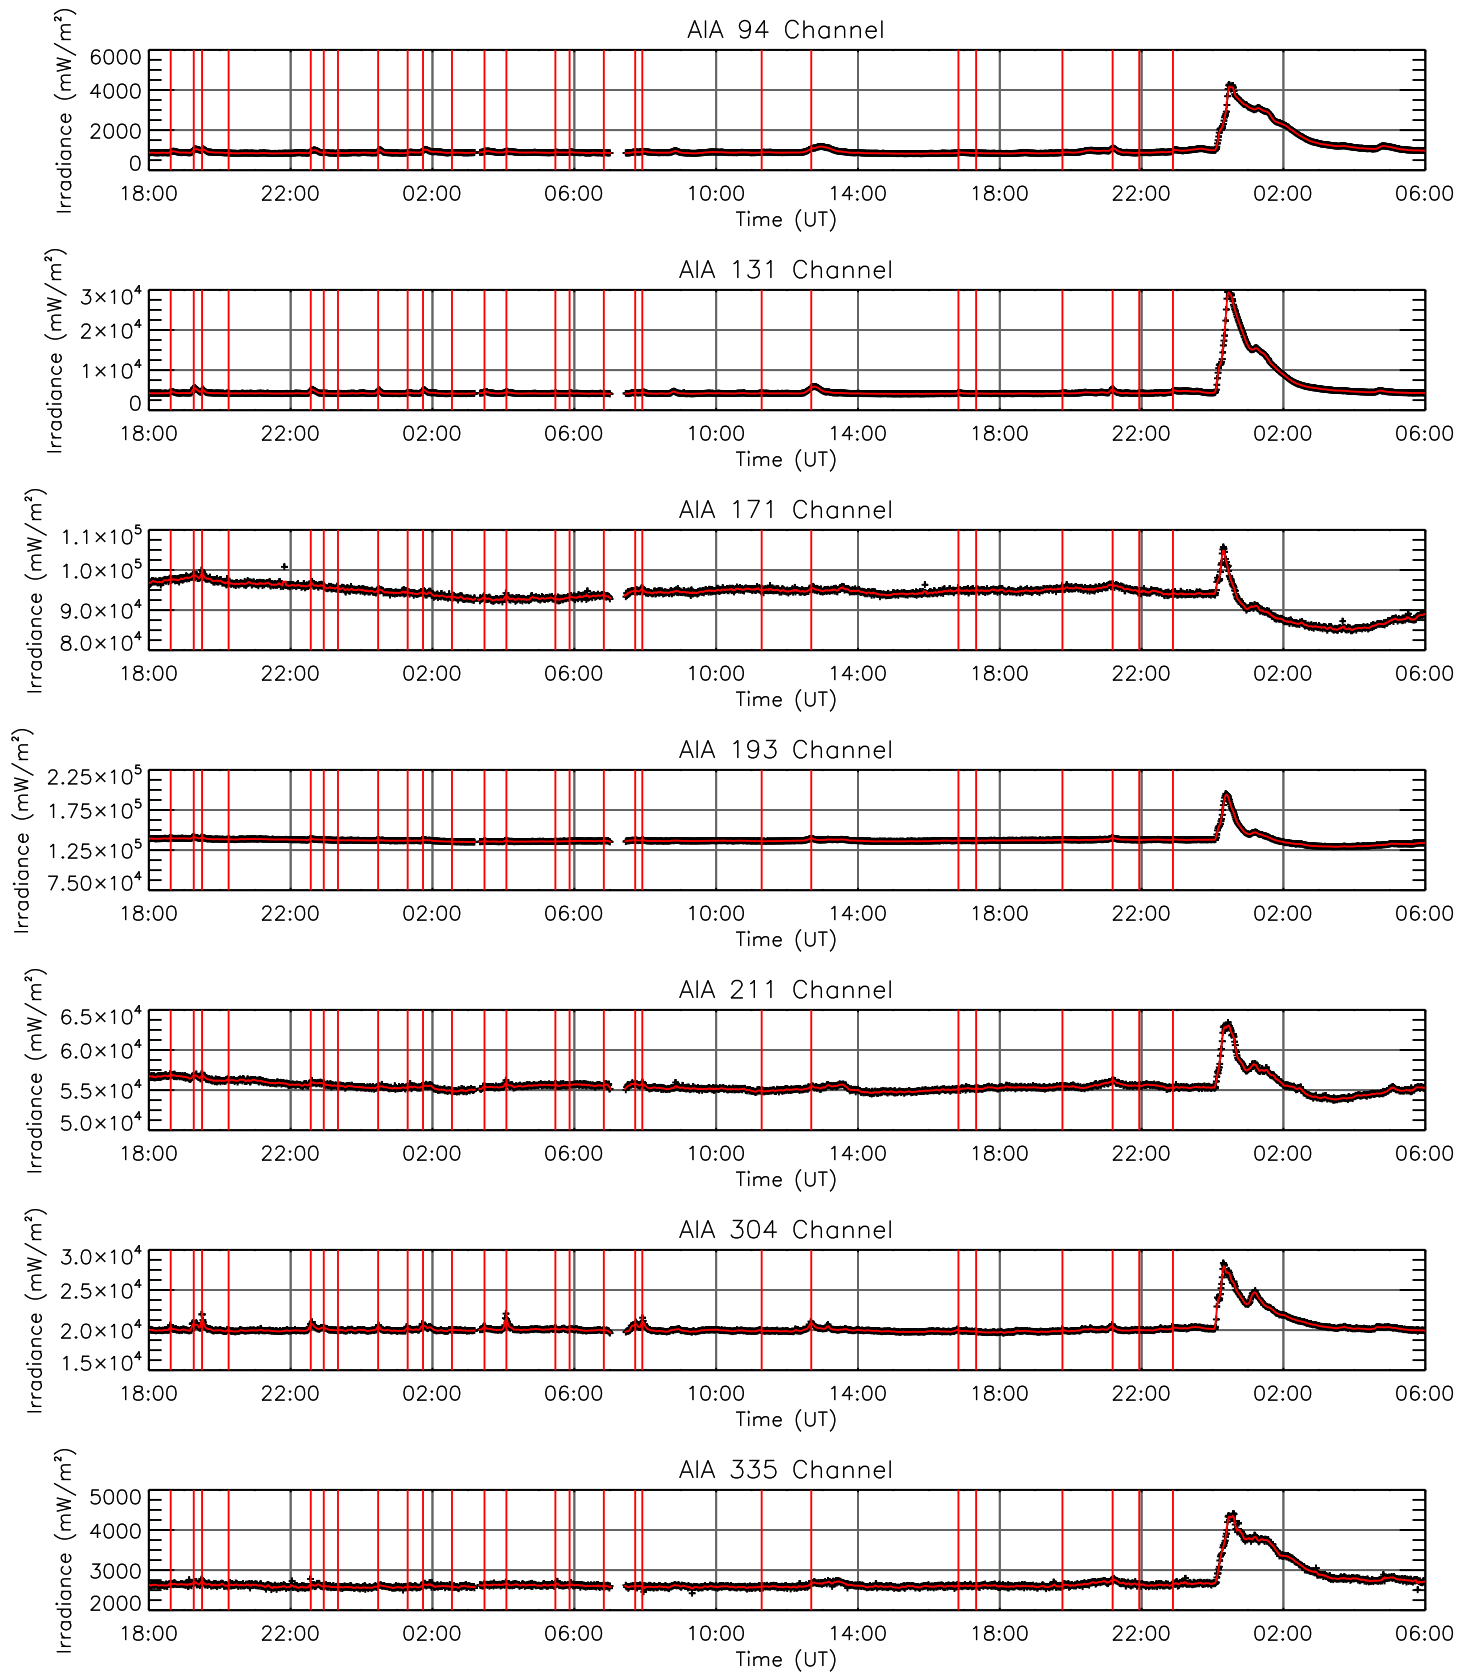 AIA 94 Channel
Irradiance (mW/m²)
6000
4000
2000
0
18:00 22:00 02:00 06:00 10:00 14:00 18:00 22:00 02:00 06:00
Time (UT)
AIA 131 Channel
Irradiance (mW/m²)
3×10⁴
2×10⁴
1×10⁴
0
18:00 22:00 02:00 06:00 10:00 14:00 18:00 22:00 02:00 06:00
Time (UT)
AIA 171 Channel
Irradiance (mW/m²)
1.1×10⁵
1.0×10⁵
9.0×10⁴
8.0×10⁴
18:00 22:00 02:00 06:00 10:00 14:00 18:00 22:00 02:00 06:00
Time (UT)
AIA 193 Channel
Irradiance (mW/m²)
2.25×10⁵
1.75×10⁵
1.25×10⁵
7.50×10⁴
18:00 22:00 02:00 06:00 10:00 14:00 18:00 22:00 02:00 06:00
Time (UT)
AIA 211 Channel
Irradiance (mW/m²)
6.5×10⁴
6.0×10⁴
5.5×10⁴
5.0×10⁴
18:00 22:00 02:00 06:00 10:00 14:00 18:00 22:00 02:00 06:00
Time (UT)
AIA 304 Channel
Irradiance (mW/m²)
3.0×10⁴
2.5×10⁴
2.0×10⁴
1.5×10⁴
18:00 22:00 02:00 06:00 10:00 14:00 18:00 22:00 02:00 06:00
Time (UT)
AIA 335 Channel
Irradiance (mW/m²)
5000
4000
3000
2000
18:00 22:00 02:00 06:00 10:00 14:00 18:00 22:00 02:00 06:00
Time (UT)